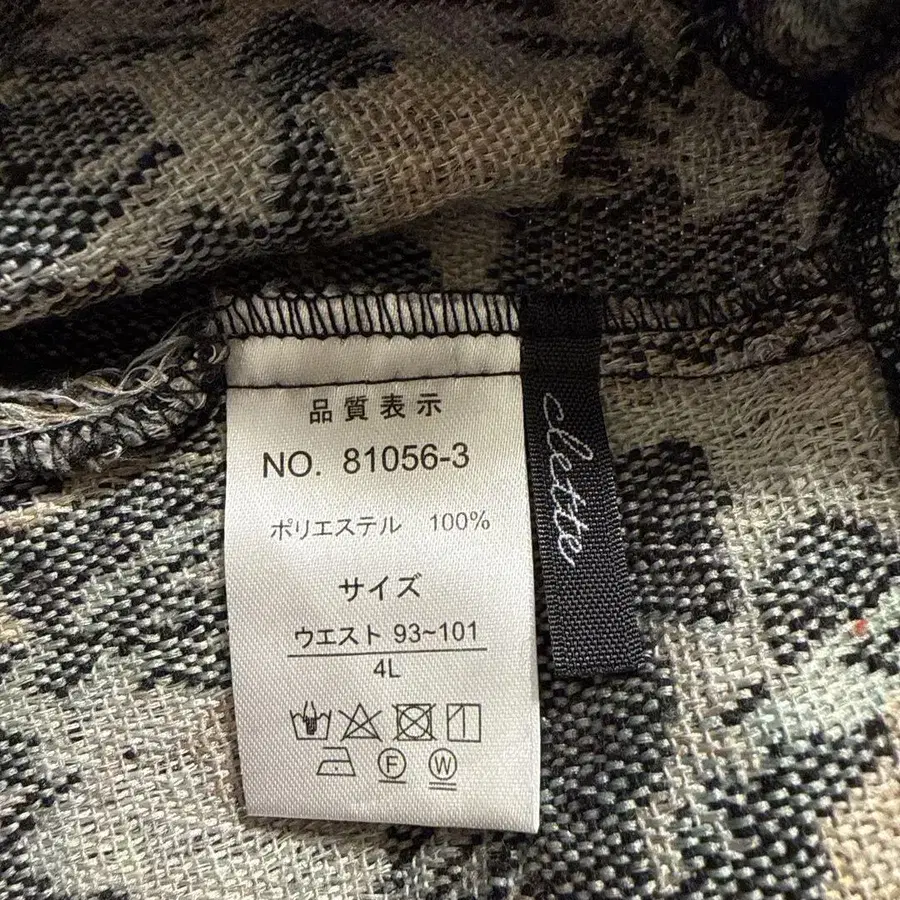 品質表示
NO. 81056-3
ポリエステル 100%
サイズ
ウエスト 93~101
4L
F W
clette